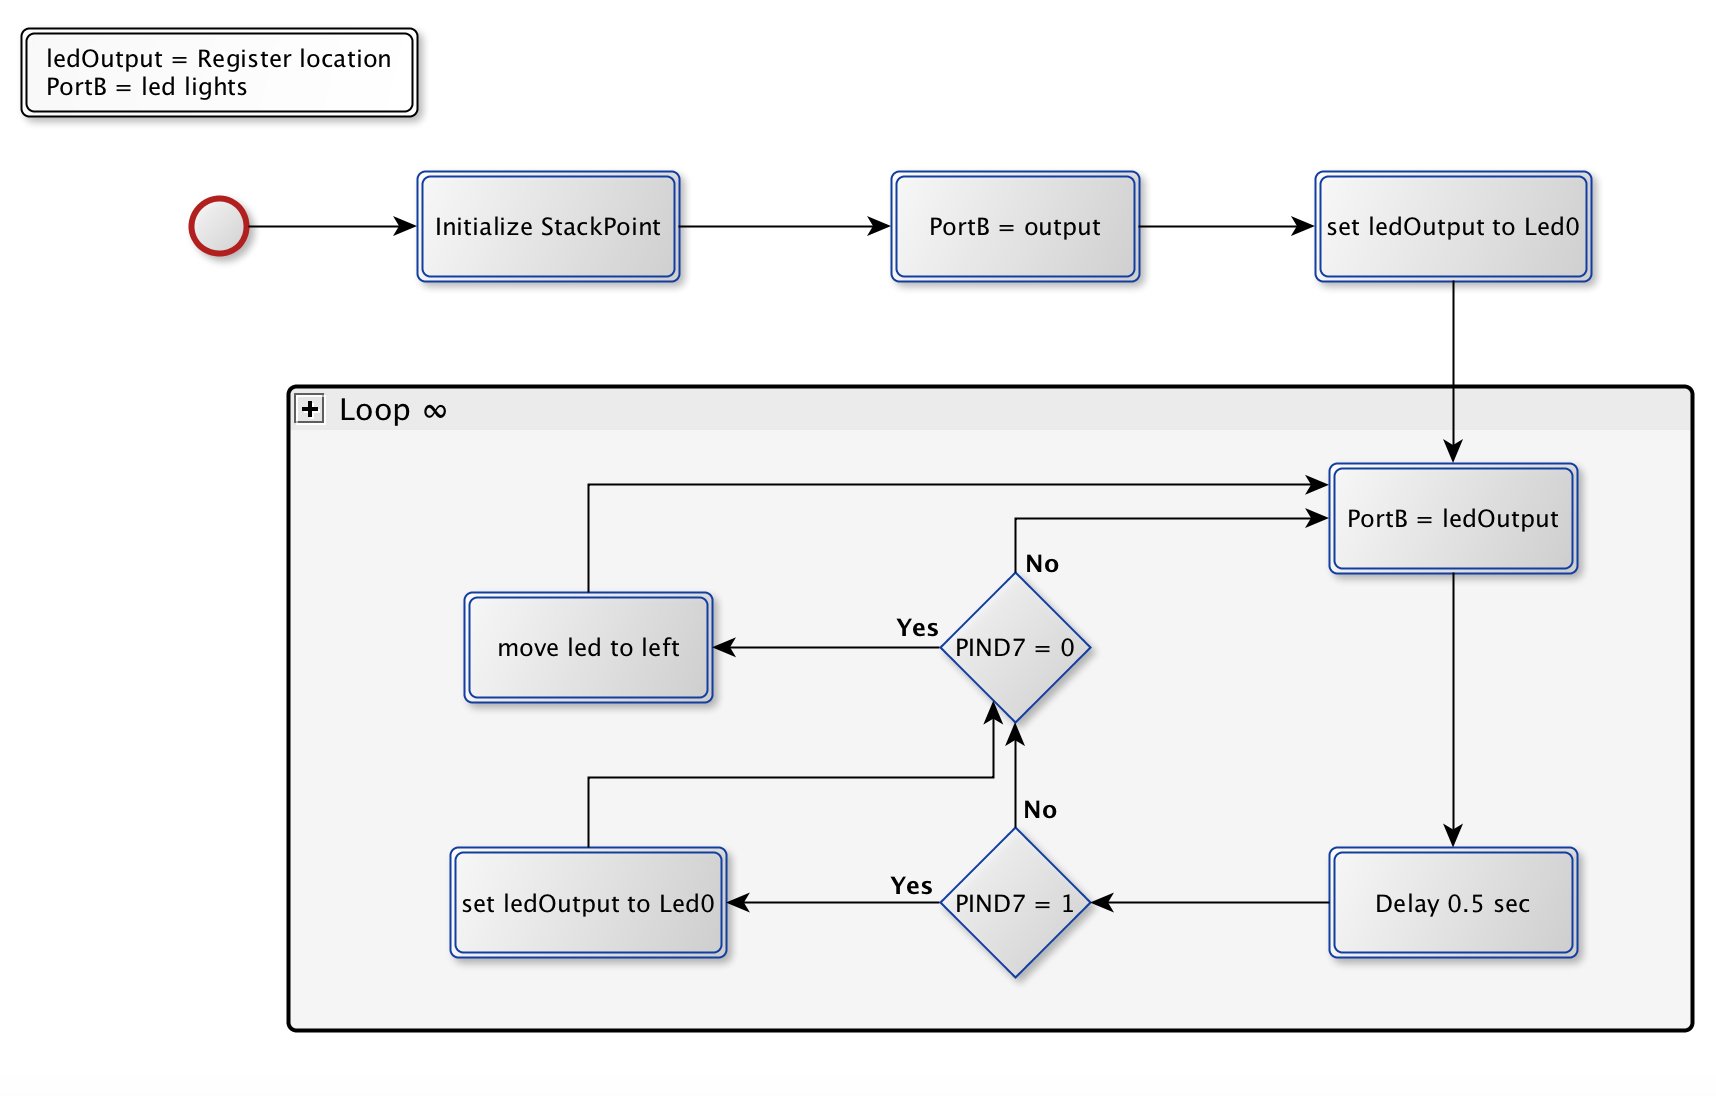 ledOutput = Register location
PortB = led lights
Initialize StackPoint
PortB = output
set ledOutput to Led0
Loop ∞
PortB = ledOutput
No
Yes
PIND7 = 0
move led to left
No
Yes
PIND7 = 1
set ledOutput to Led0
Delay 0.5 sec